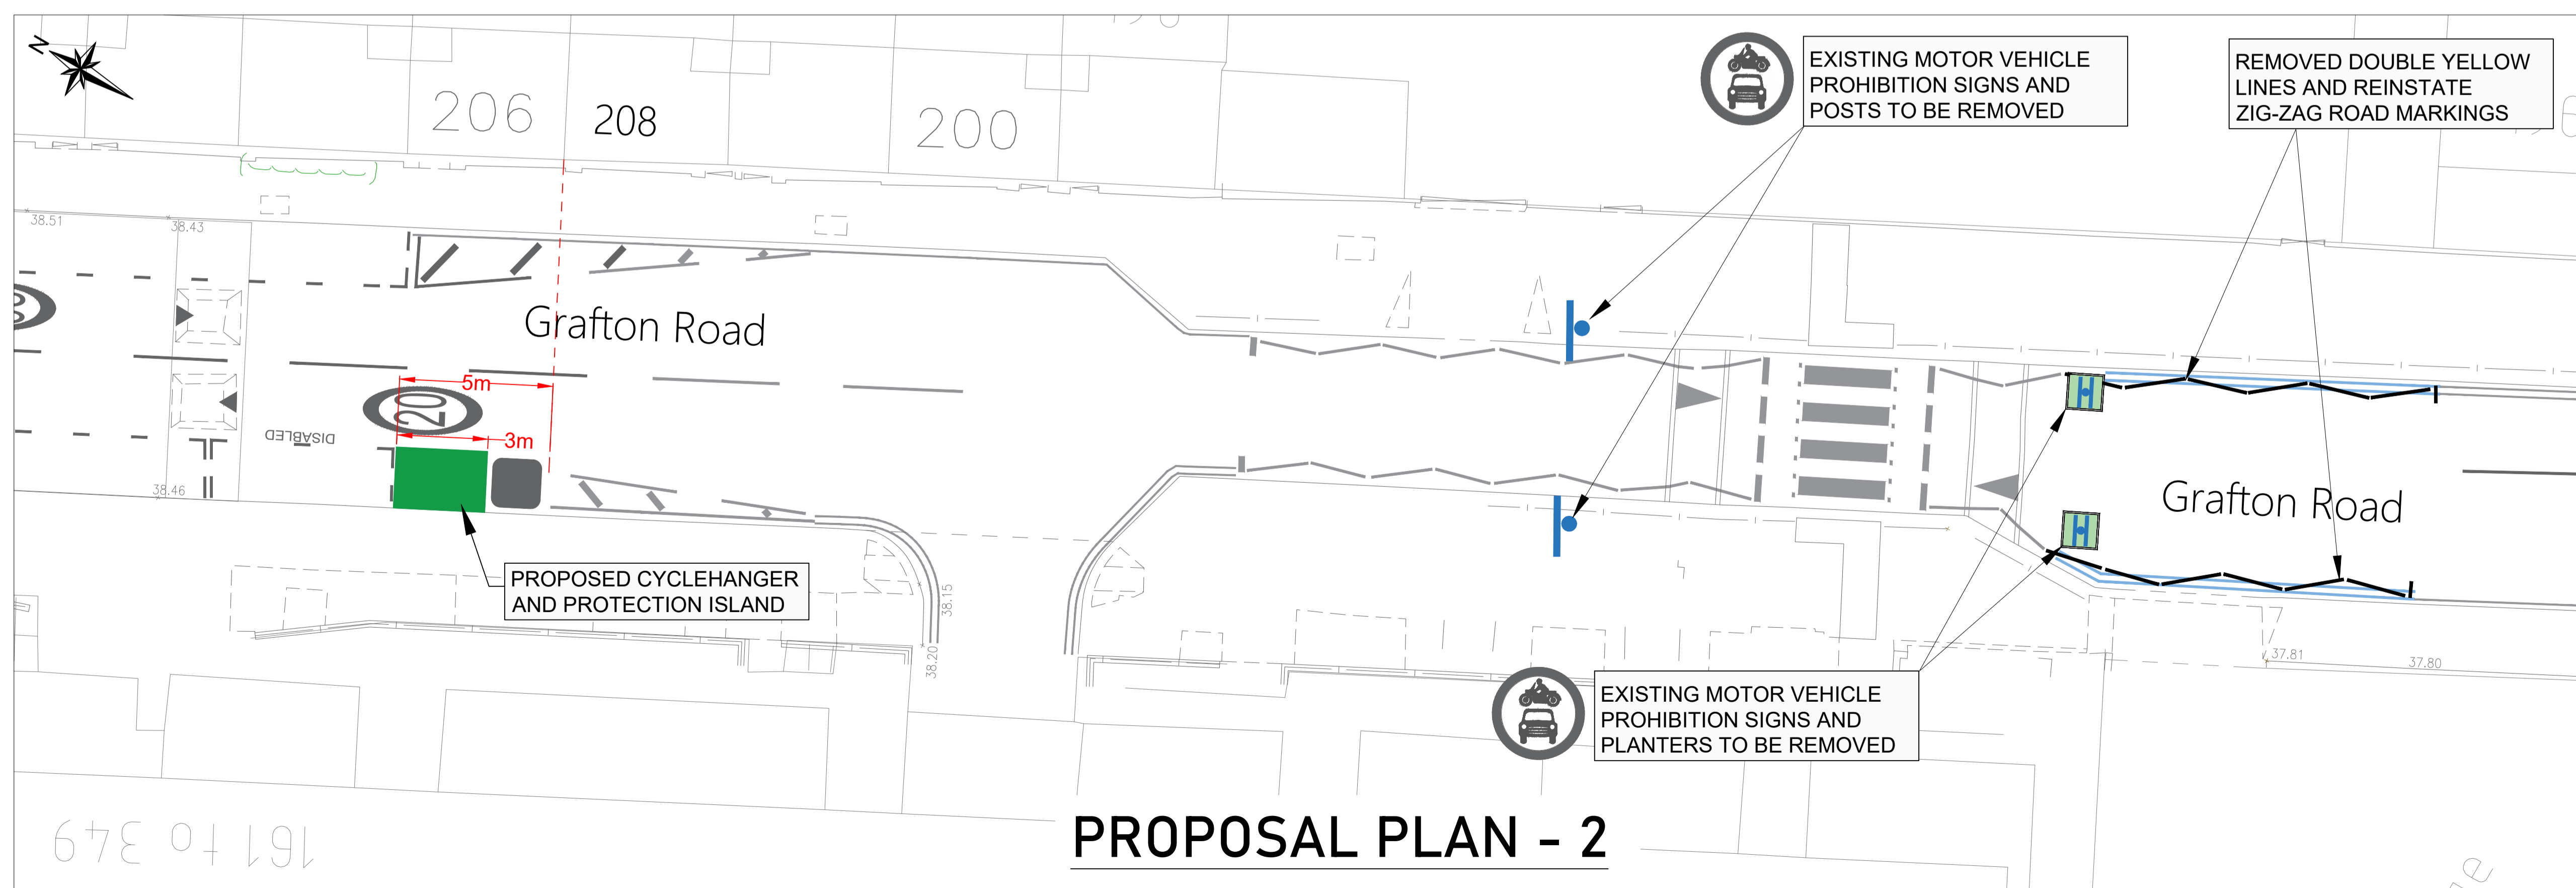 N
EXISTING MOTOR VEHICLE
PROHIBITION SIGNS AND
POSTS TO BE REMOVED
REMOVED DOUBLE YELLOW
LINES AND REINSTATE
ZIG-ZAG ROAD MARKINGS
206
208
200
38.51
38.43
Grafton Road
5m
20
3m
DISABLED
38.46
Grafton Road
PROPOSED CYCLEHANGER
AND PROTECTION ISLAND
38.15
38.20
37.81
37.80
EXISTING MOTOR VEHICLE
PROHIBITION SIGNS AND
PLANTERS TO BE REMOVED
161 to 349
PROPOSAL PLAN - 2